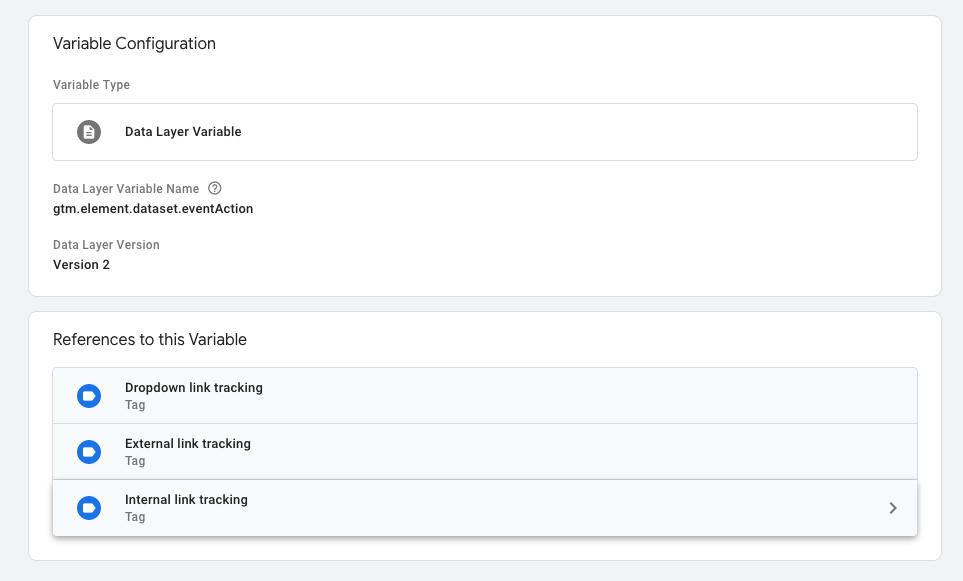 Variable Configuration
Variable Type
Data Layer Variable
Data Layer Variable Name
gtm.element.dataset.eventAction
Data Layer Version
Version 2
References to this Variable
Dropdown link tracking
Tag
External link tracking
Tag
Internal link tracking
Tag